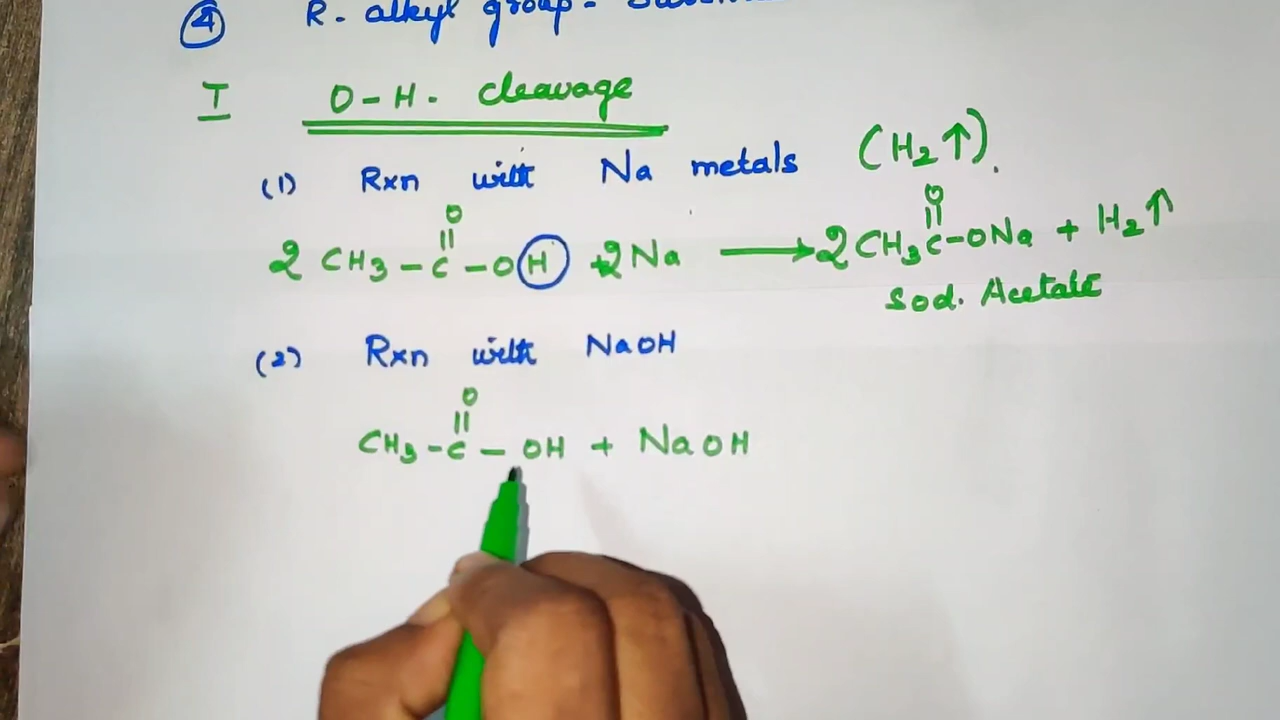 ④ R- alkyl group-
I O-H- cleavage
(1) Rxn with Na metals (H2↑).
O O
|| ||
2 CH3-C-OH + 2Na ⟶ 2CH3C-ONa + H2↑
Sod. Acetate
(2) Rxn with NaOH
O
||
CH3-C-OH + NaOH